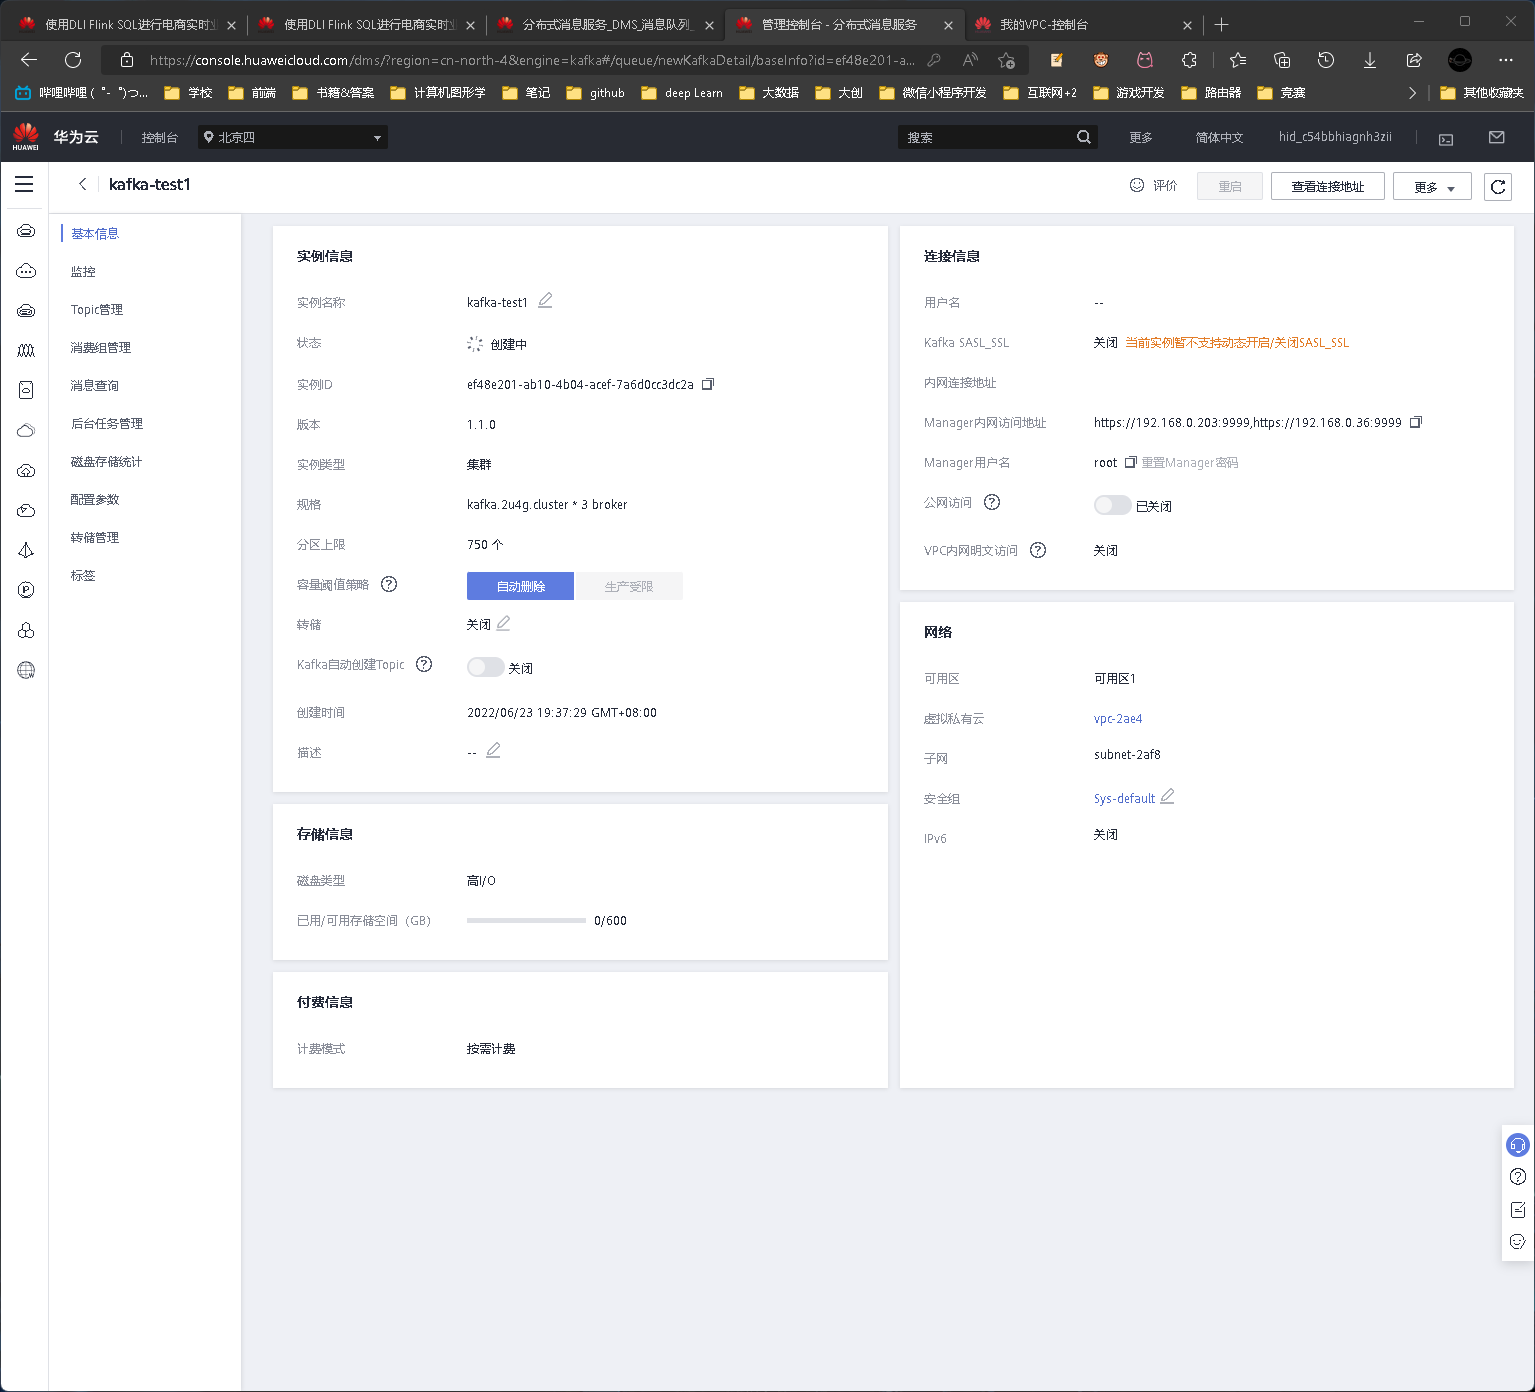 使用DLI Flink SQL进行电商实时业
使用DLI Flink SQL进行电商实时业
分布式消息服务_DMS_消息队列_
管理控制台 - 分布式消息服务
我的VPC-控制台
https://console.huaweicloud.com/dms/?region=cn-north-4&engine=kafka#/queue/newKafkaDetail/baseInfo?id=ef48e201-a...
哔哩哔哩 ( ゜- ゜)つ...
学校
前端
书籍&答案
计算机图形学
笔记
github
deep Learn
大数据
大创
微信小程序开发
互联网+2
游戏开发
路由器
竞赛
其他收藏夹
HUAWEI
华为云
控制台
北京四
搜索
更多
简体中文
hid_c54bbhiagnh3zii
kafka-test1
评价
重启
查看连接地址
更多
基本信息
监控
Topic管理
消费组管理
消息查询
后台任务管理
磁盘存储统计
配置参数
转储管理
标签
实例信息
实例名称 kafka-test1
状态 创建中
实例ID ef48e201-ab10-4b04-acef-7a6d0cc3dc2a
版本 1.1.0
实例类型 集群
规格 kafka.2u4g.cluster * 3 broker
分区上限 750 个
容量阈值策略 自动删除 生产受限
转储 关闭
Kafka自动创建Topic 关闭
创建时间 2022/06/23 19:37:29 GMT+08:00
描述 --
存储信息
磁盘类型 高I/O
已用/可用存储空间（GB） 0/600
付费信息
计费模式 按需计费
连接信息
用户名 --
Kafka SASL_SSL 关闭 当前实例暂不支持动态开启/关闭SASL_SSL
内网连接地址
Manager内网访问地址 https://192.168.0.203:9999,https://192.168.0.36:9999
Manager用户名 root 重置Manager密码
公网访问 已关闭
VPC内网明文访问 关闭
网络
可用区 可用区1
虚拟私有云 vpc-2ae4
子网 subnet-2af8
安全组 Sys-default
IPv6 关闭